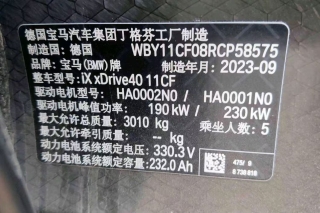 德国宝马汽车集团丁格芬工厂制造
制造国：德国 WBY11CF08RCP58575
品牌：宝马(BMW)牌 制造年月2023-09
整车型号：iX xDrive40 11CF
驱动电机型号：HA0002N0 / HA0001N0
驱动电机峰值功率：190 kW / 230 kW
最大允许总质量：3010 kg 乘坐人数：5
最大允许牵引质量：-- kg
动力电池系统额定电压：330.3V
动力电池系统额定容量：232.0Ah